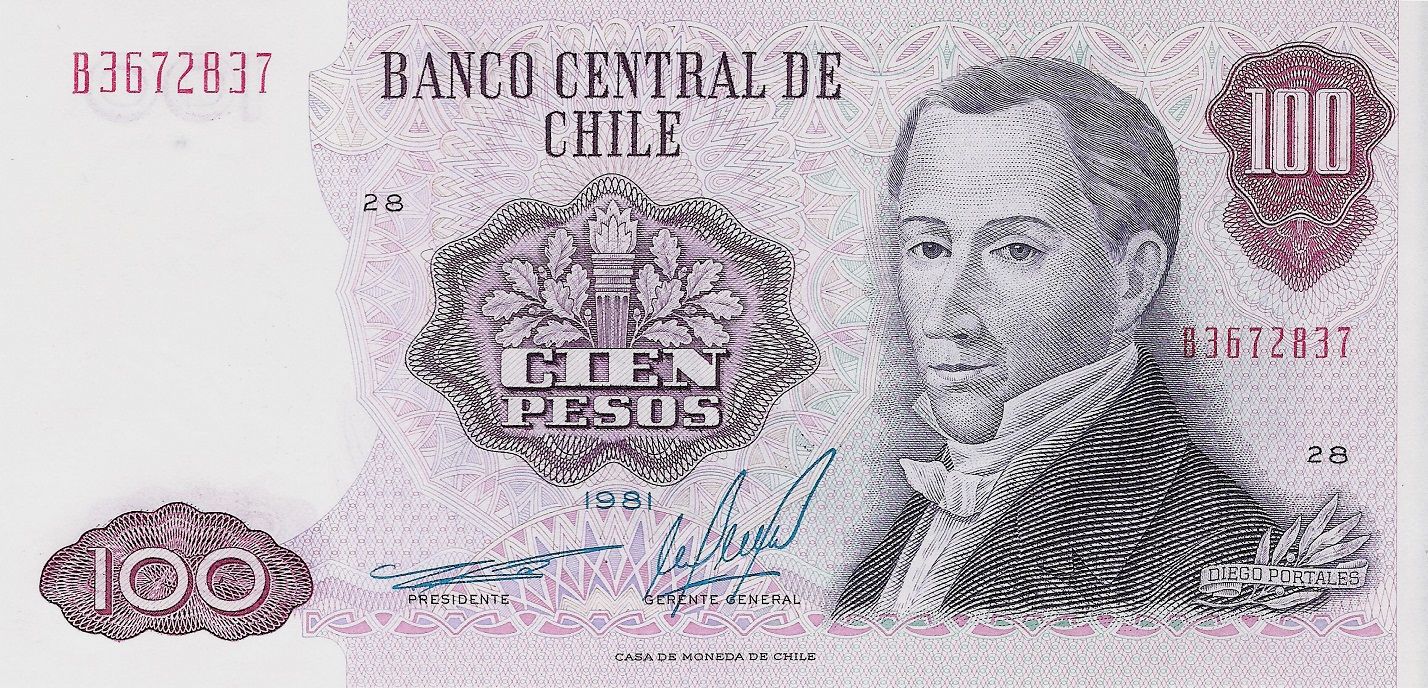 B3672837
BANCO CENTRAL DE
CHILE
100
28
CIEN
PESOS
B3672837
28
1981
100
PRESIDENTE
GERENTE GENERAL
DIEGO PORTALES
CASA DE MONEDA DE CHILE